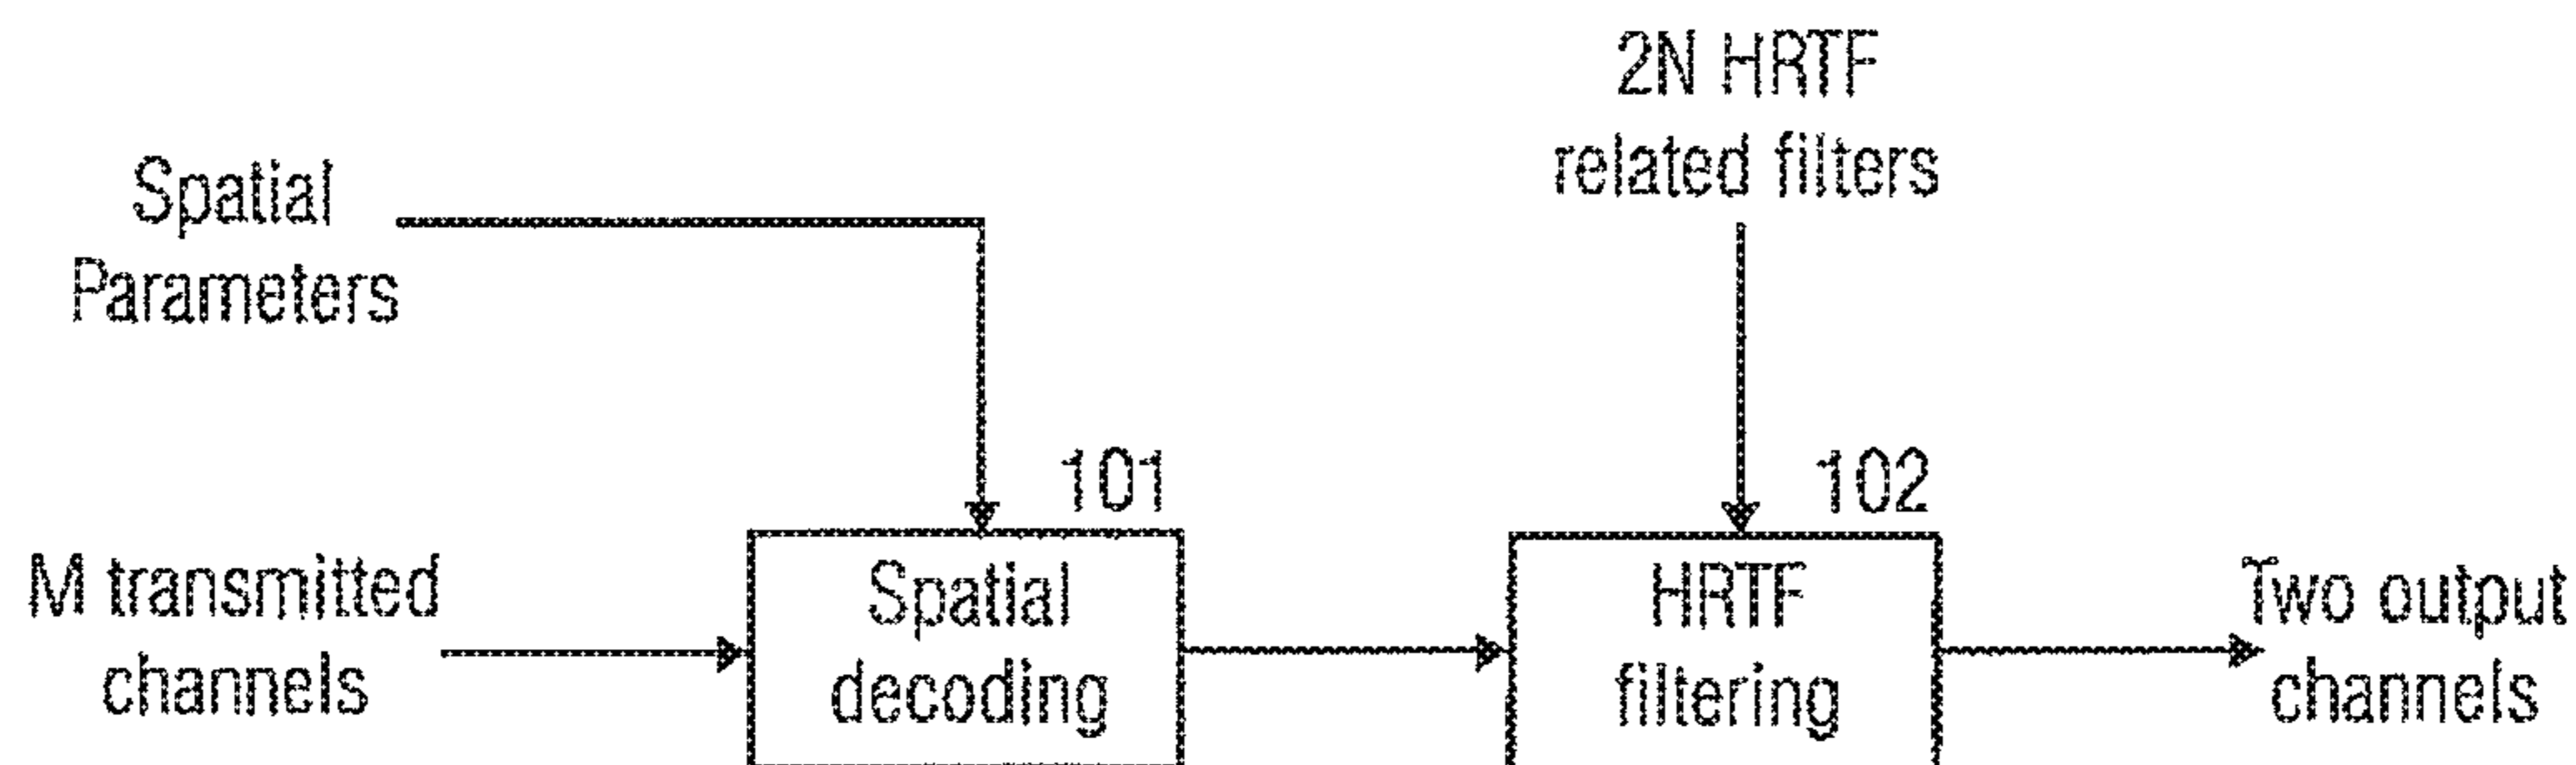 2N HRTF
related filters
Spatial
Parameters
101
102
M transmitted
channels
Spatial
decoding
HRTF
filtering
Two output
channels